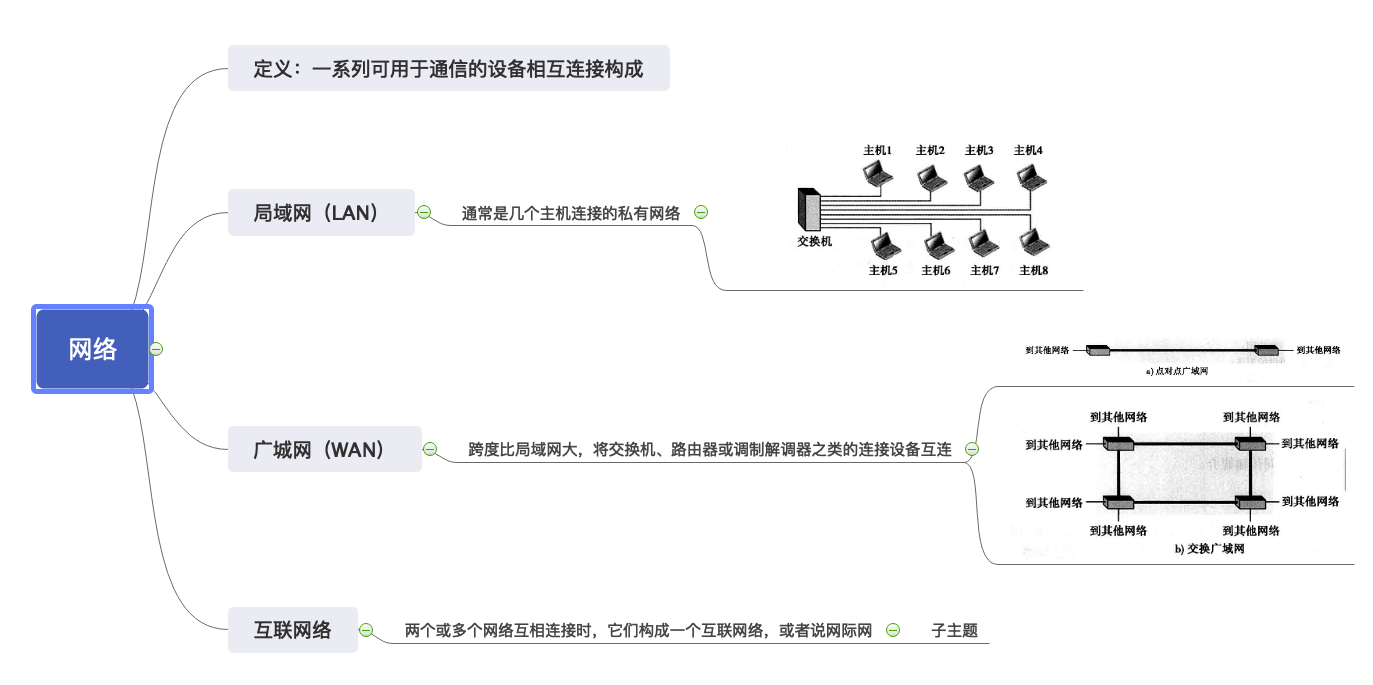 定义：一系列可用于通信的设备相互连接构成
主机1 主机2 主机3 主机4
局域网（LAN）
通常是几个主机连接的私有网络
交换机
主机5 主机6 主机7 主机8
网络
到其他网络 到其他网络
a) 点对点广域网
广城网（WAN）
跨度比局域网大，将交换机、路由器或调制解调器之类的连接设备互连
到其他网络 到其他网络
到其他网络 到其他网络
到其他网络 到其他网络
到其他网络 到其他网络
b) 交换广域网
互联网络
两个或多个网络互相连接时，它们构成一个互联网络，或者说网际网
子主题